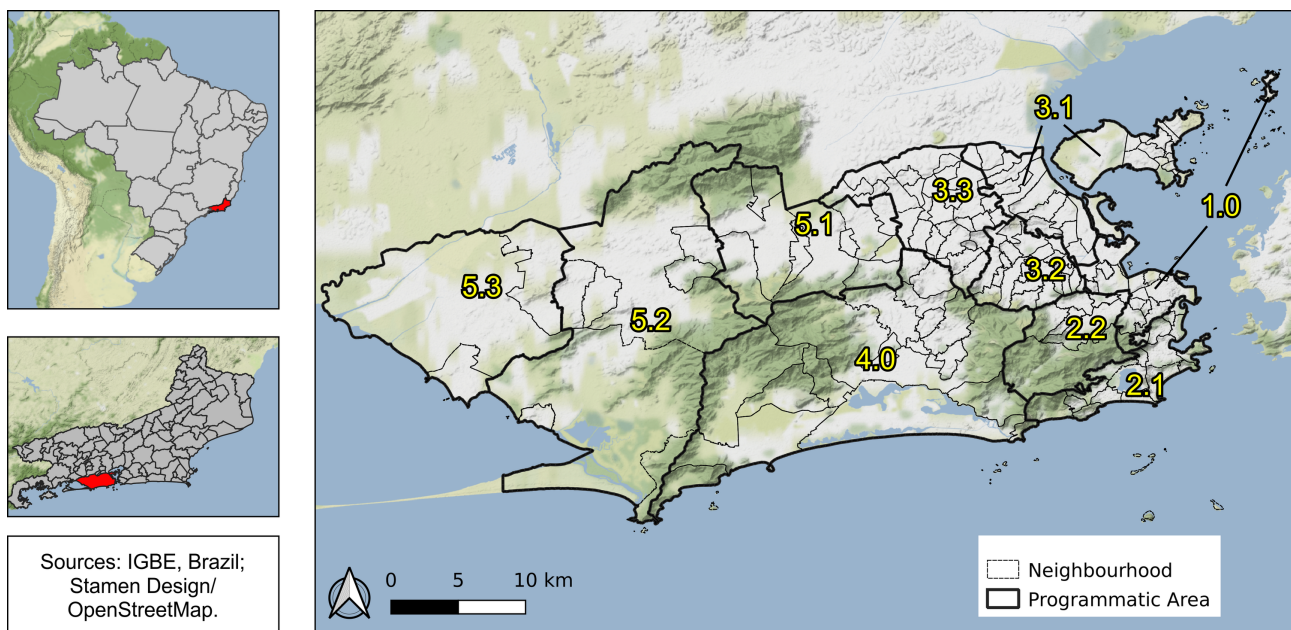 3.1
3.3
1.0
5.1
3.2
5.3
5.2
2.2
4.0
2.1
Sources: IGBE, Brazil;
Stamen Design/
OpenStreetMap.
0 5 10 km
Neighbourhood
Programmatic Area